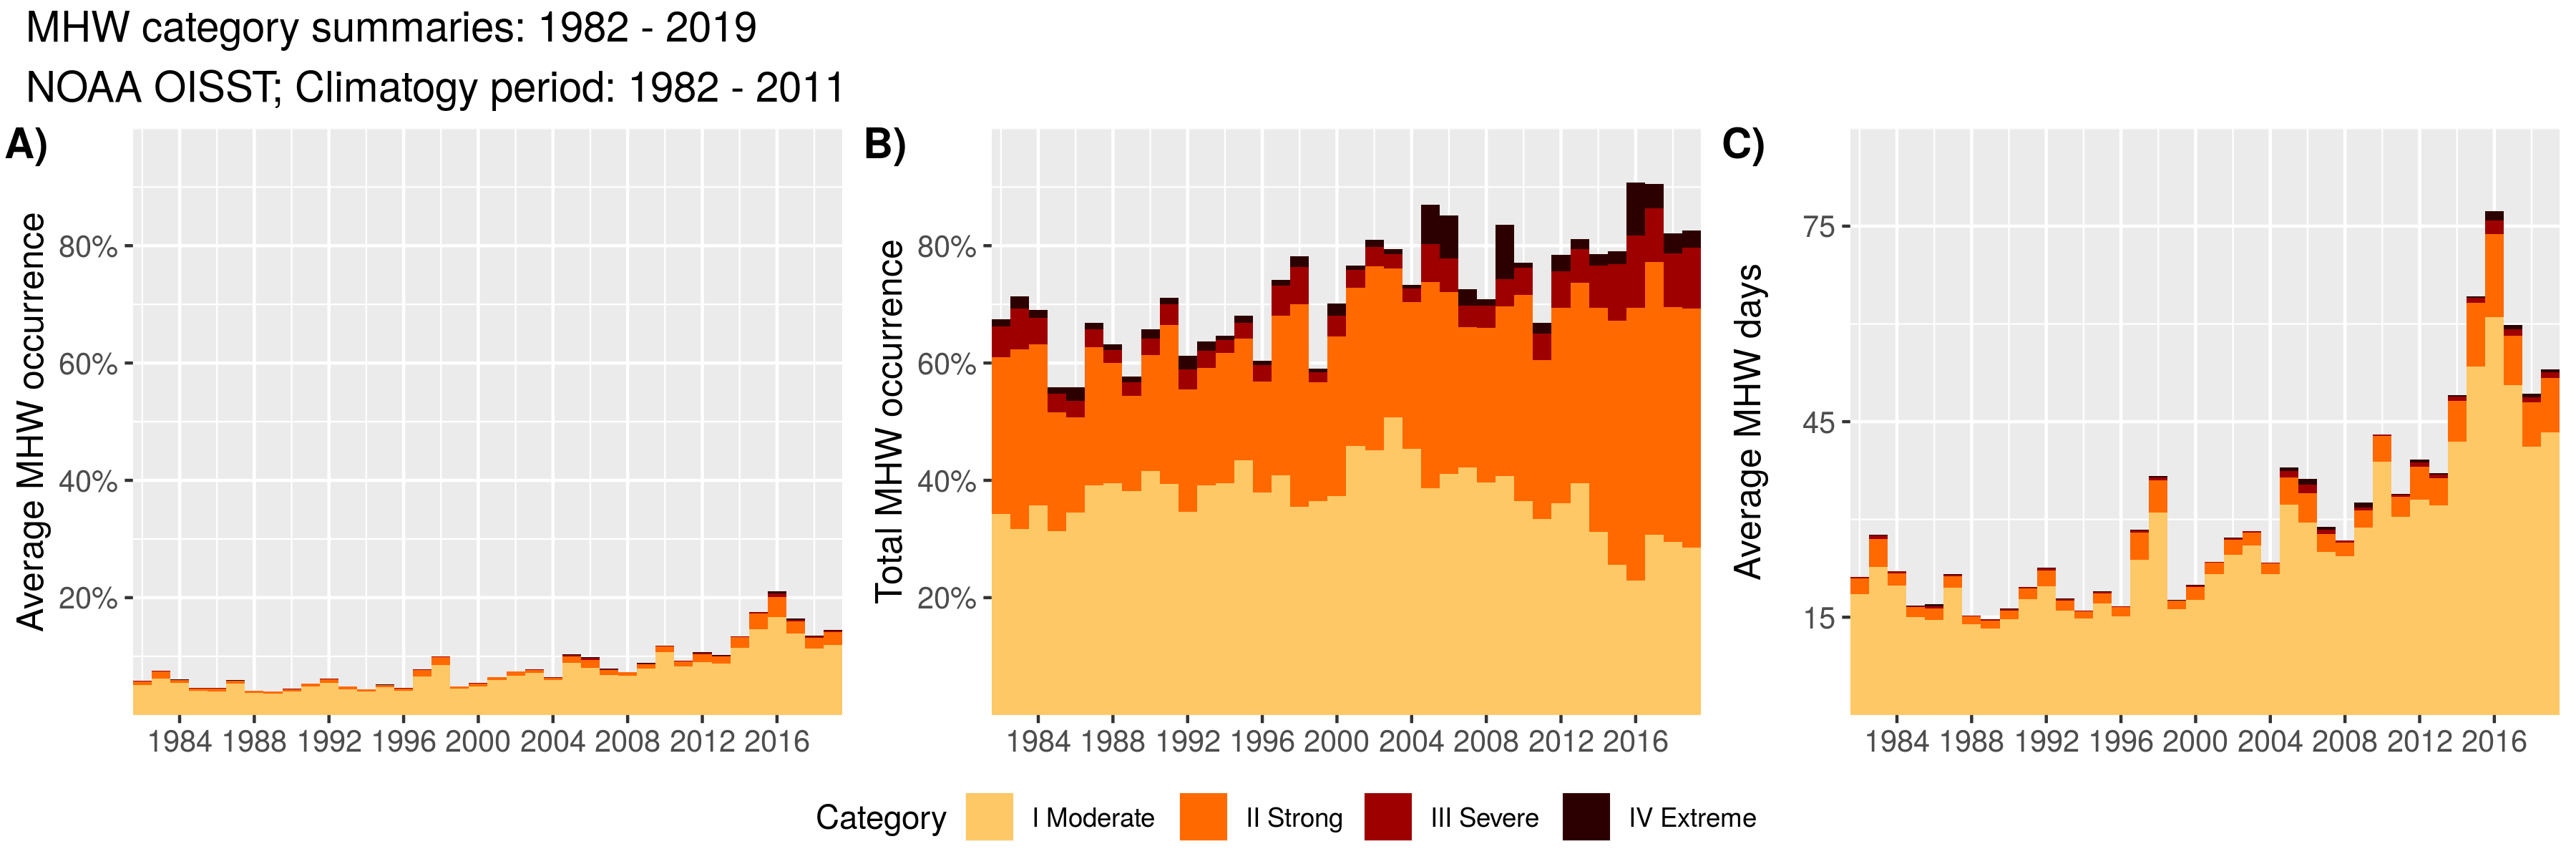 MHW category summaries: 1982 - 2019
NOAA OISST; Climatogy period: 1982 - 2011
A)
Average MHW occurrence
80%
60%
40%
20%
1984 1988 1992 1996 2000 2004 2008 2012 2016
B)
Total MHW occurrence
80%
60%
40%
20%
1984 1988 1992 1996 2000 2004 2008 2012 2016
C)
Average MHW days
75
45
15
1984 1988 1992 1996 2000 2004 2008 2012 2016
Category I Moderate II Strong III Severe IV Extreme